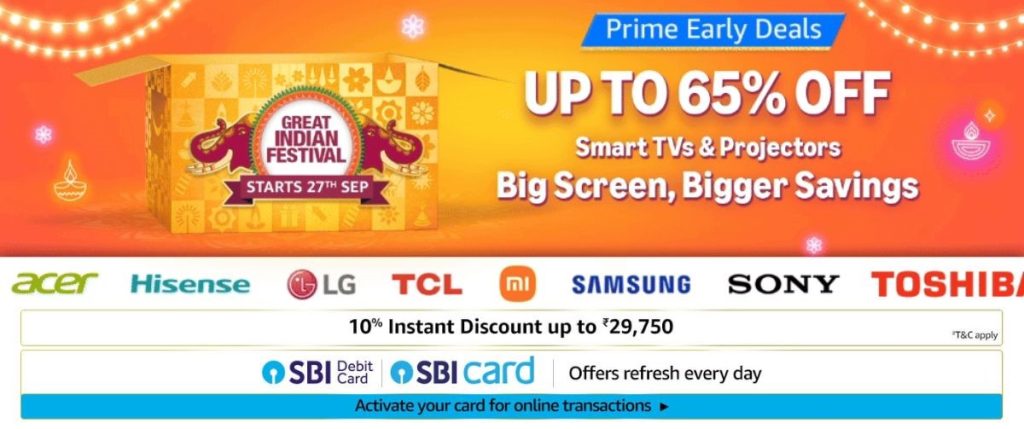 Prime Early Deals
UP TO 65% OFF
Smart TVs & Projectors
Big Screen, Bigger Savings
GREAT
INDIAN
FESTIVAL
STARTS 27TH SEP
acer Hisense LG TCL mi SAMSUNG SONY TOSHIBA
10% Instant Discount up to ₹29,750
*T&C apply
SBI Debit Card SBI card Offers refresh every day
Activate your card for online transactions ►